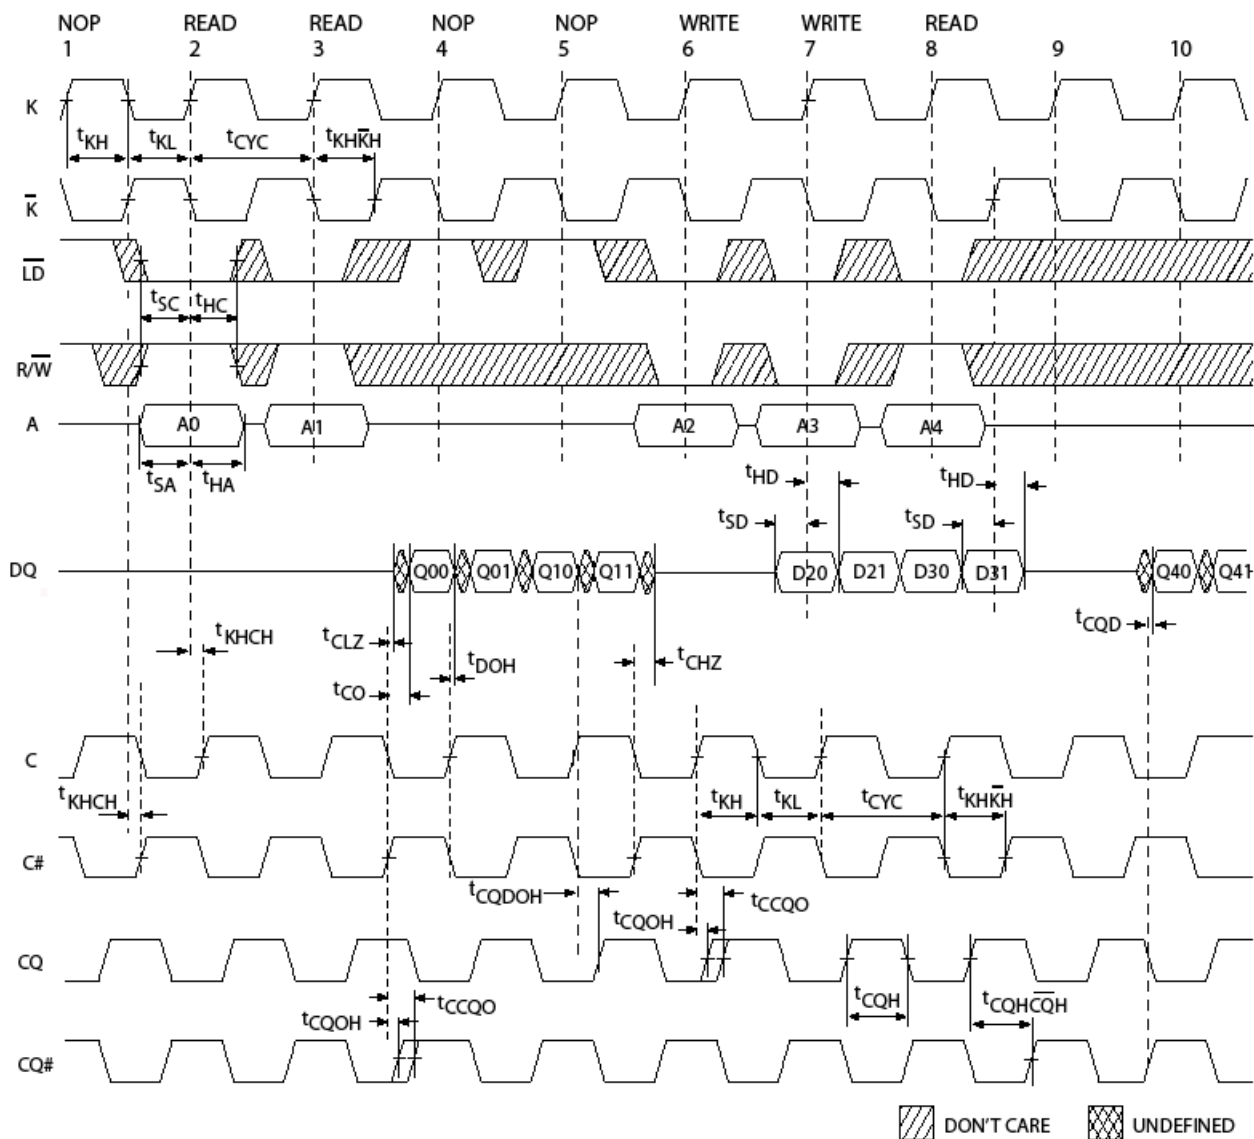 NOP READ READ NOP NOP WRITE WRITE READ
1 2 3 4 5 6 7 8 9 10
K
tKH tKL tCYC tKHK̅H
K̅
L̅D̅
tSC tHC
R/W̅
A A0 A1 A2 A3 A4
tSA tHA tHD tHD
tSD tSD
DQ Q00 Q01 Q10 Q11 D20 D21 D30 D31 Q40 Q41
tKHCH tCLZ tDOH tCHZ tCQD
tCO
C
tKHCH tKH tKL tCYC tKHK̅H
C#
tCQDOH tCQOH tCCQO
CQ
tCQOH tCCQO tCQH tCQHC̅Q̅H
CQ#
DON'T CARE UNDEFINED